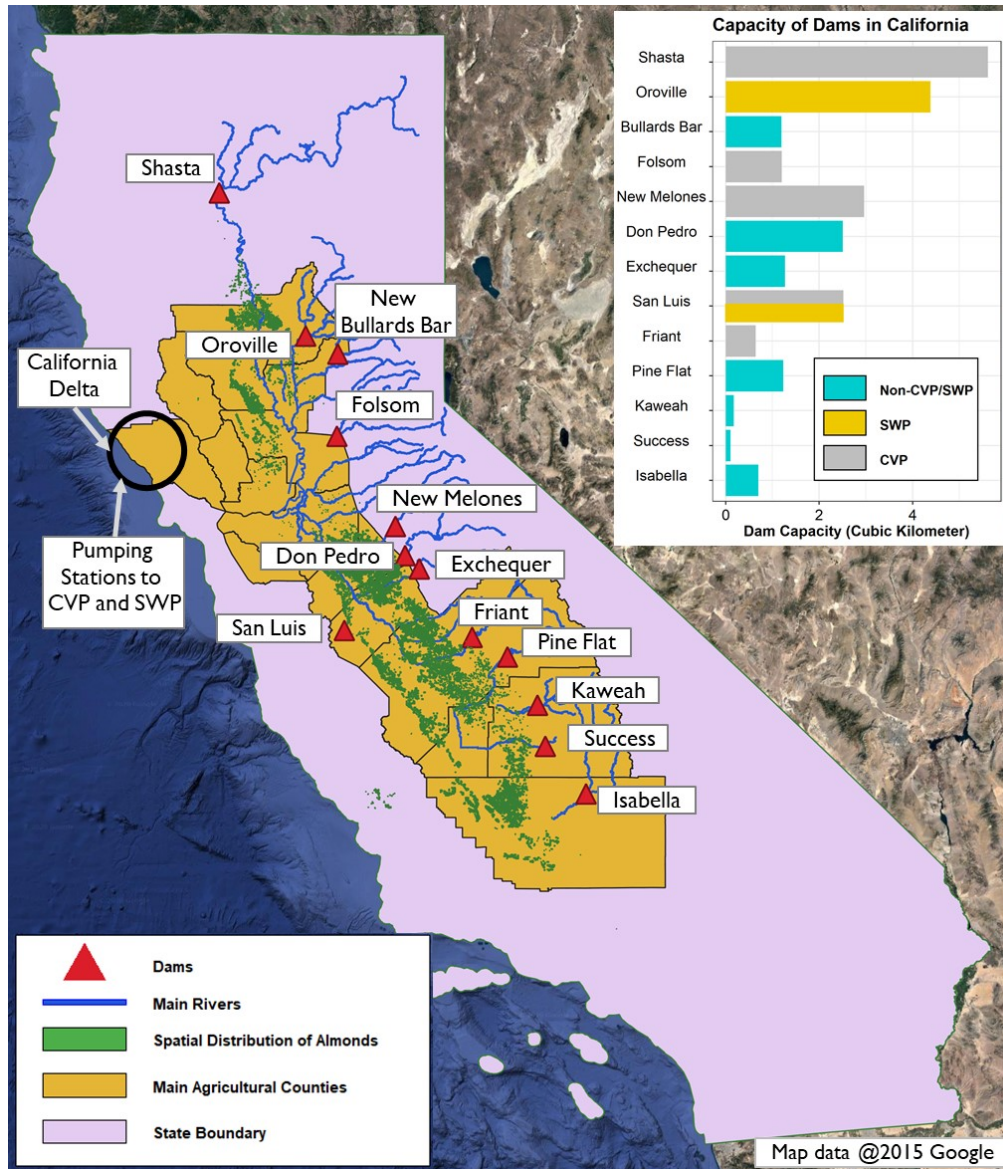 Capacity of Dams in California
Shasta
Oroville
Bullards Bar
Folsom
New Melones
Don Pedro
Exchequer
San Luis
Friant
Pine Flat
Kaweah
Success
Isabella
Non-CVP/SWP
SWP
CVP
0
2
4
Dam Capacity (Cubic Kilometer)
Shasta
New
Bullards Bar
Oroville
California
Delta
Folsom
New Melones
Pumping
Stations to
CVP and SWP
Don Pedro
Exchequer
San Luis
Friant
Pine Flat
Kaweah
Success
Isabella
Dams
Main Rivers
Spatial Distribution of Almonds
Main Agricultural Counties
State Boundary
Map data @2015 Google